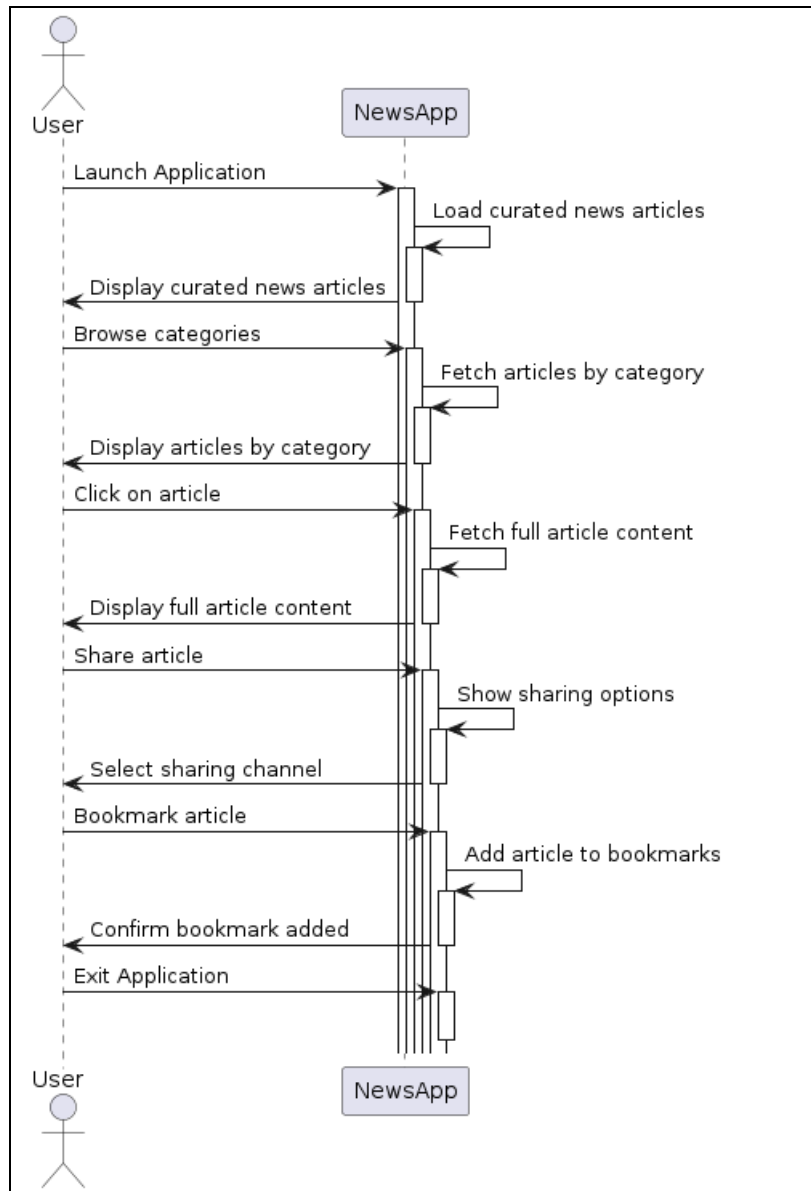 User
NewsApp
Launch Application
Load curated news articles
Display curated news articles
Browse categories
Fetch articles by category
Display articles by category
Click on article
Fetch full article content
Display full article content
Share article
Show sharing options
Select sharing channel
Bookmark article
Add article to bookmarks
Confirm bookmark added
Exit Application
User
NewsApp